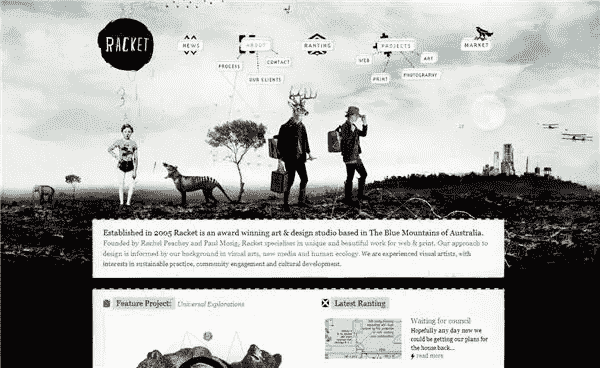 RACKET
NEWS
ABOUT
RANTING
PROJECTS
MARKET
PROCESS
CONTACT
OUR CLIENTS
WEB
ART
PRINT
PHOTOGRAPHY
Established in 2005 Racket is an award winning art & design studio based in The Blue Mountains of Australia.
Founded by Rachel Peachey and Paul Mosig, Racket specialises in unique and beautiful work for web & print. Our approach to
design is informed by our background in visual arts, new media and human ecology. We are experienced visual artists, with
interests in sustainable practice, community engagement and cultural development.
Feature Project: Universal Explorations
Latest Ranting
Waiting for council
Hopefully any day now we
could be getting our plans for
the house back...
read more